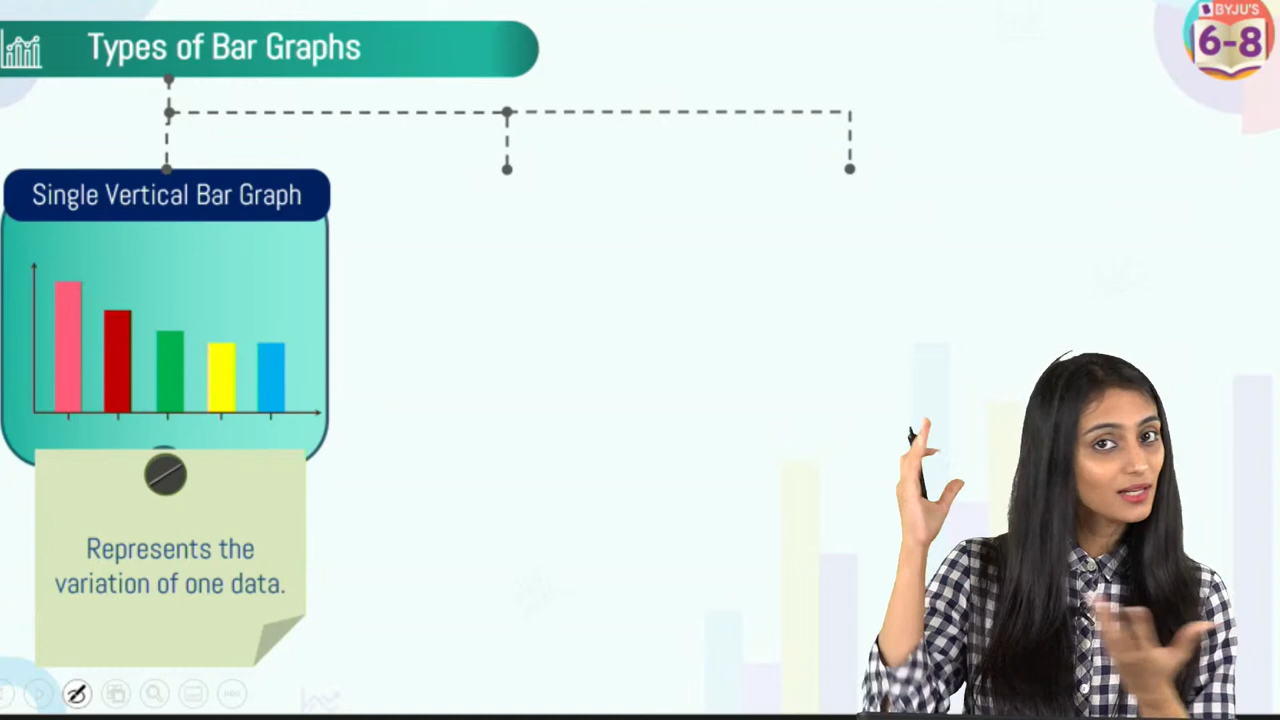 Types of Bar Graphs
BYJU'S
6-8
Single Vertical Bar Graph
Represents the
variation of one data.